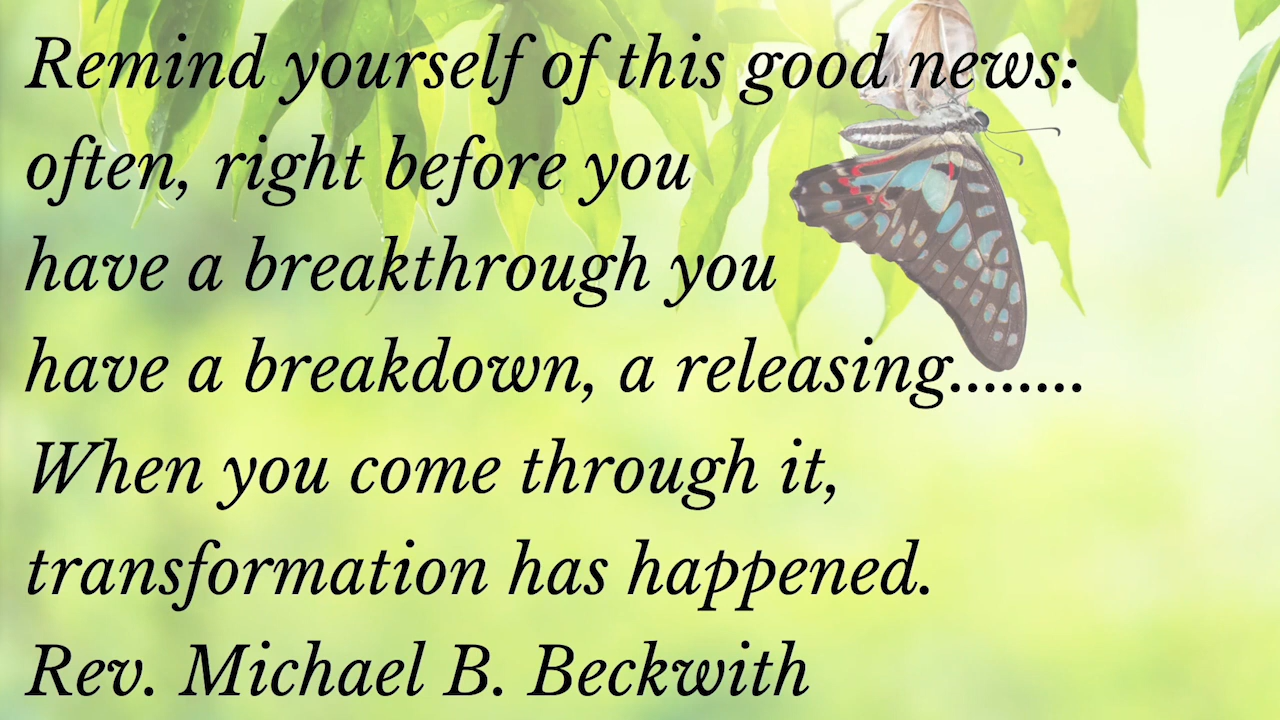 Remind yourself of this good news:
often, right before you
have a breakthrough you
have a breakdown, a releasing........
When you come through it,
transformation has happened.
Rev. Michael B. Beckwith